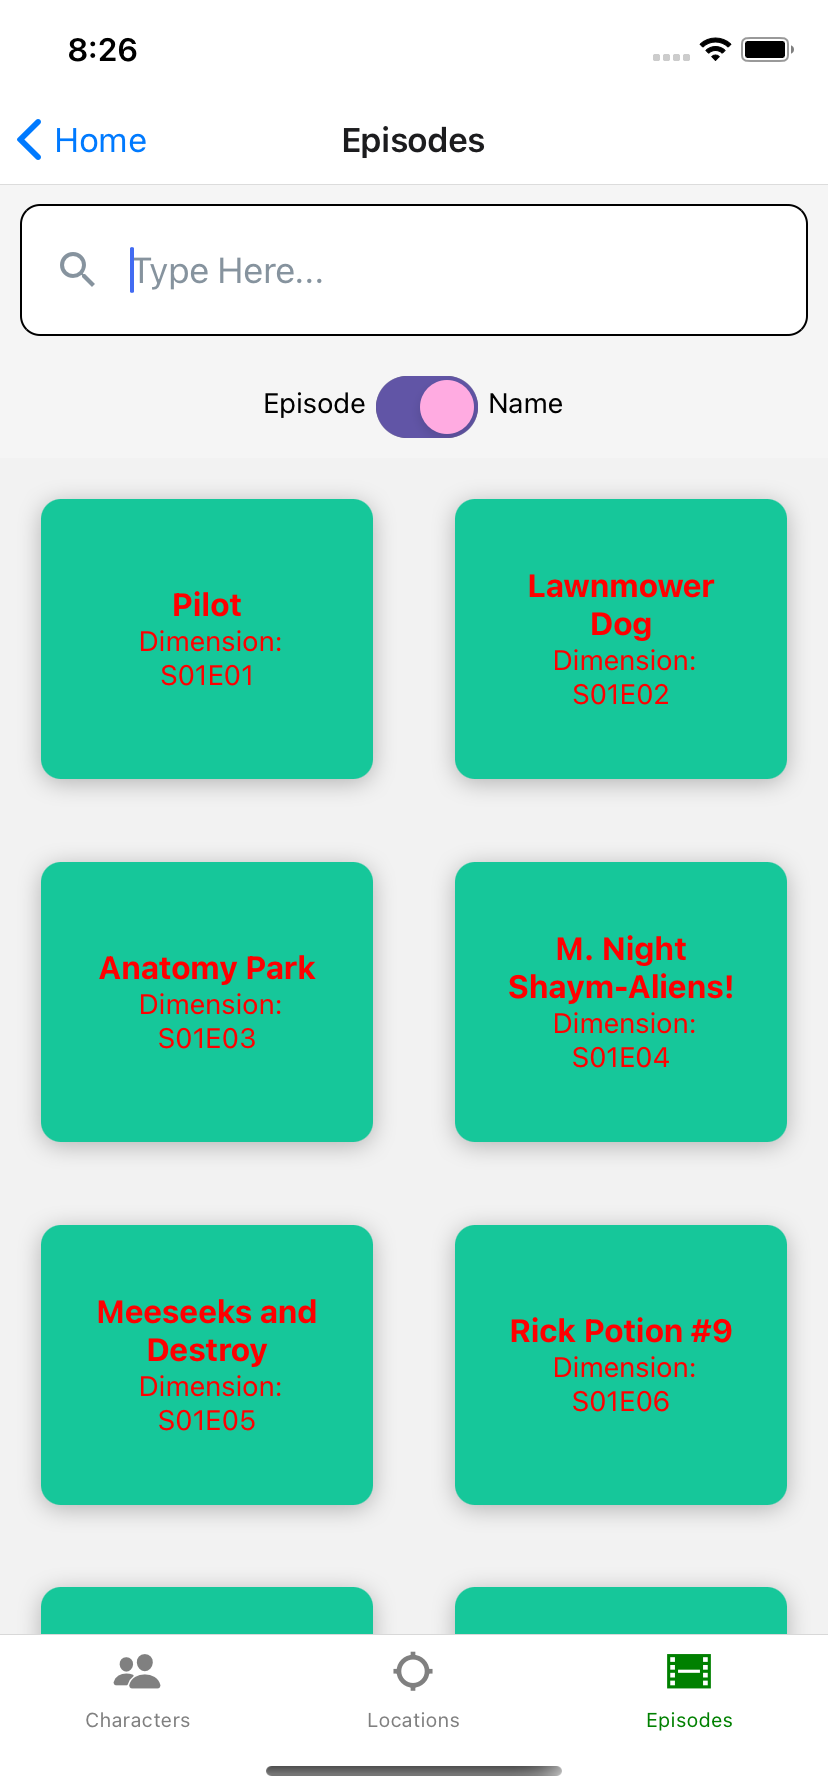 8:26
Home
Episodes
Type Here...
Episode
Name
Pilot
Dimension:
S01E01
Lawnmower
Dog
Dimension:
S01E02
Anatomy Park
Dimension:
S01E03
M. Night
Shaym-Aliens!
Dimension:
S01E04
Meeseeks and
Destroy
Dimension:
S01E05
Rick Potion #9
Dimension:
S01E06
Characters
Locations
Episodes